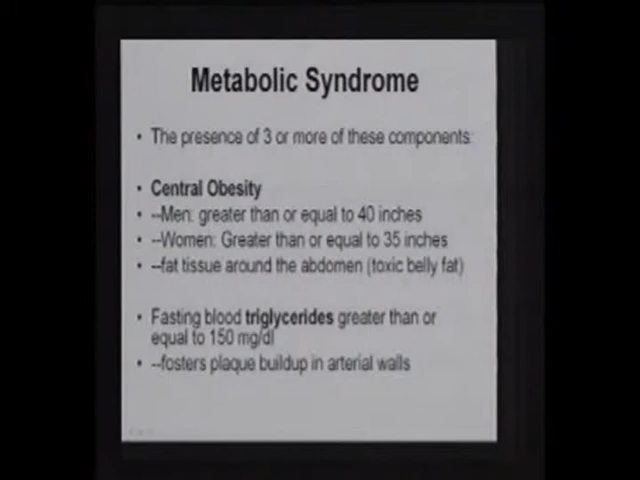 Metabolic Syndrome
• The presence of 3 or more of these components:
• Central Obesity
• --Men: greater than or equal to 40 inches
• --Women: Greater than or equal to 35 inches
• --fat tissue around the abdomen (toxic belly fat)
• Fasting blood triglycerides greater than or
equal to 150 mg/dl
• --fosters plaque buildup in arterial walls